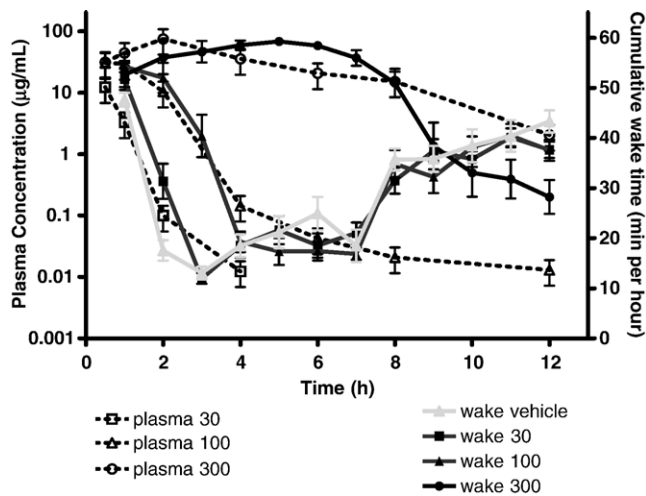 Plasma Concentration (µg/mL)
100
10
1
0.1
0.01
0.001
0
2
4
6
8
10
12
Time (h)
60
50
40
30
20
10
0
Cumulative wake time (min per hour)
plasma 30
plasma 100
plasma 300
wake vehicle
wake 30
wake 100
wake 300